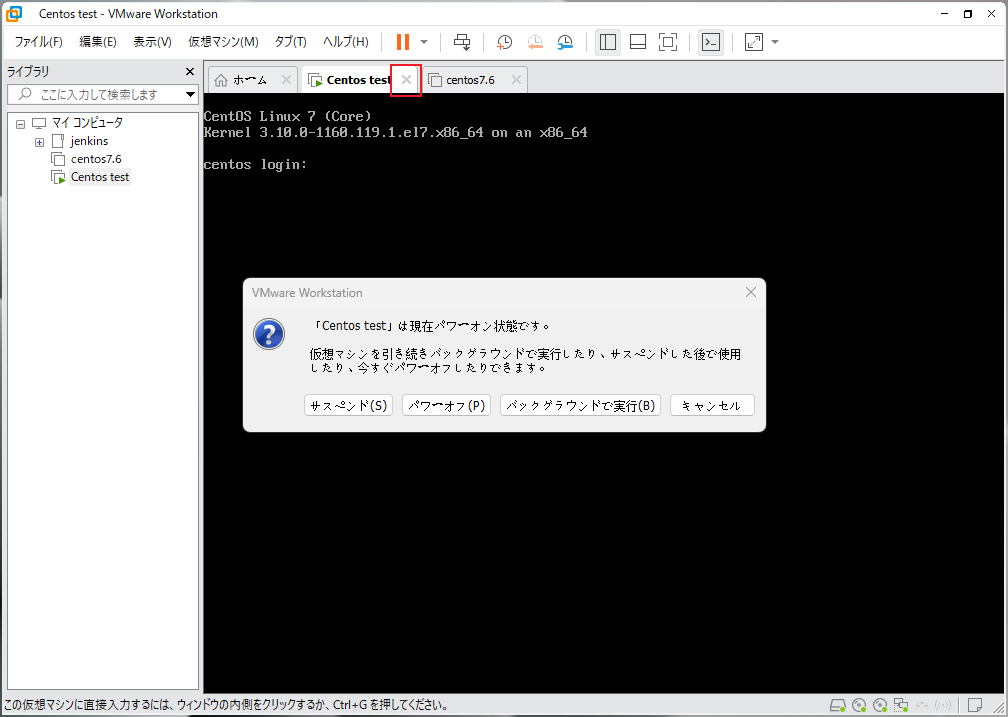 Centos test - VMware Workstation
ファイル(F) 編集(E) 表示(V) 仮想マシン(M) タブ(T) ヘルプ(H)
ライブラリ
ここに入力して検索します
マイ コンピュータ
jenkins
centos7.6
Centos test
ホーム Centos test centos7.6
CentOS Linux 7 (Core)
Kernel 3.10.0-1160.119.1.el7.x86_64 on an x86_64
centos login:
VMware Workstation
「Centos test」は現在パワーオン状態です。
仮想マシンを引き続きバックグラウンドで実行したり、サスペンドした後で使用
したり、今すぐパワーオフしたりできます。
サスペンド(S) パワーオフ(P) バックグラウンドで実行(B) キャンセル
この仮想マシンに直接入力するには、ウィンドウの内側をクリックするか、Ctrl+G を押してください。